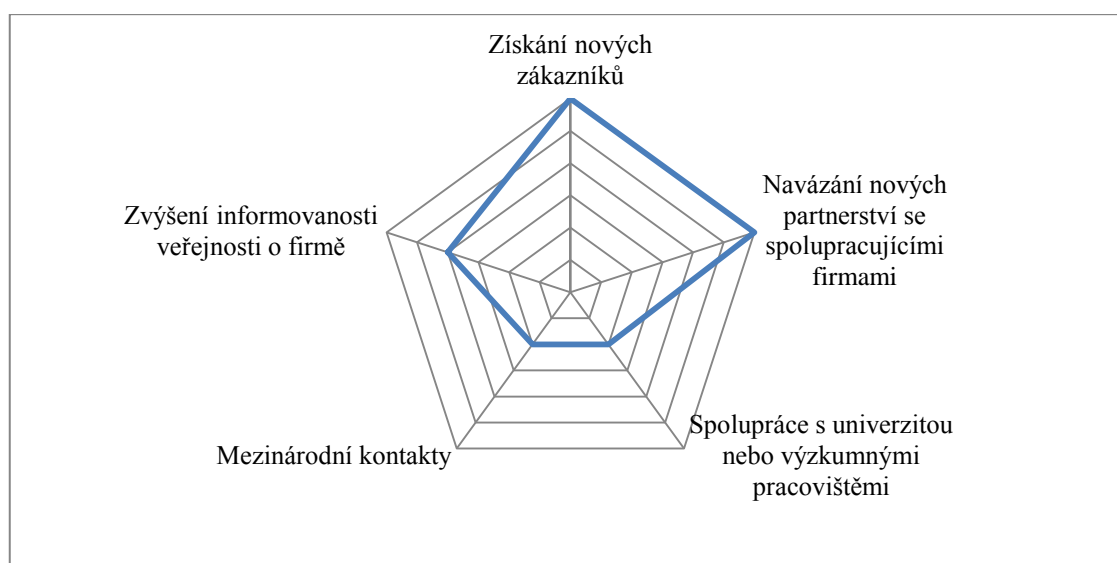 Získání nových
zákazníků
Navázání nových
partnerství se
spolupracujícími
firmami
Spolupráce s univerzitou
nebo výzkumnými
pracovištěmi
Mezinárodní kontakty
Zvýšení informovanosti
veřejnosti o firmě